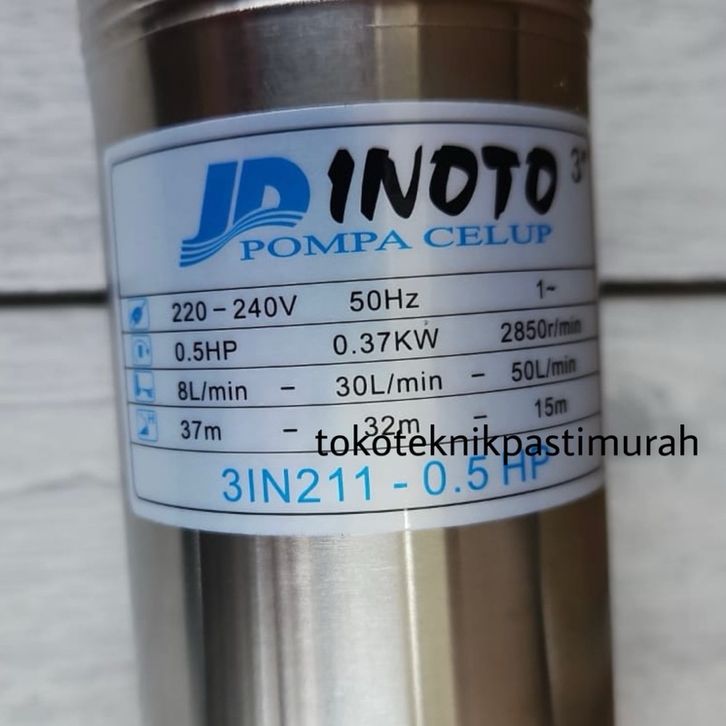 JD INOTO 3"
POMPA CELUP
220-240V 50Hz 1~
0.5HP 0.37KW 2850r/min
8L/min - 30L/min - 50L/min
37m - 32m - 15m
tokoteknikpastimurah
3IN211 - 0.5 HP